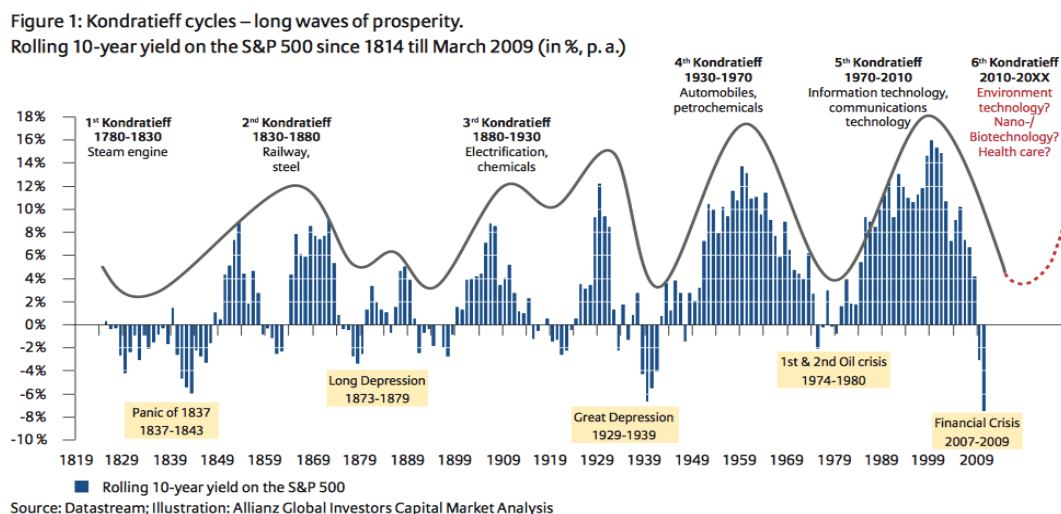 Figure 1: Kondratieff cycles – long waves of prosperity.
Rolling 10-year yield on the S&P 500 since 1814 till March 2009 (in %, p. a.)
1st Kondratieff
1780-1830
Steam engine
2nd Kondratieff
1830-1880
Railway,
steel
3rd Kondratieff
1880-1930
Electrification,
chemicals
4th Kondratieff
1930-1970
Automobiles,
petrochemicals
5th Kondratieff
1970-2010
Information technology,
communications
technology
6th Kondratieff
2010-20XX
Environment
technology?
Nano-/
Biotechnology?
Health care?
18%
16%
14%
12%
10%
8%
6%
4%
2%
0%
-2%
-4%
-6%
-8%
-10%
Panic of 1837
1837-1843
Long Depression
1873-1879
Great Depression
1929-1939
1st & 2nd Oil crisis
1974-1980
Financial Crisis
2007-2009
1819 1829 1839 1849 1859 1869 1879 1889 1899 1909 1919 1929 1939 1949 1959 1969 1979 1989 1999 2009
Rolling 10-year yield on the S&P 500
Source: Datastream; Illustration: Allianz Global Investors Capital Market Analysis